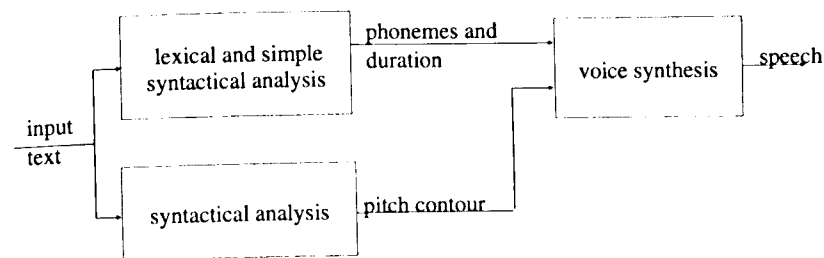 input
text
lexical and simple
syntactical analysis
phonemes and
duration
syntactical analysis
pitch contour
voice synthesis
speech